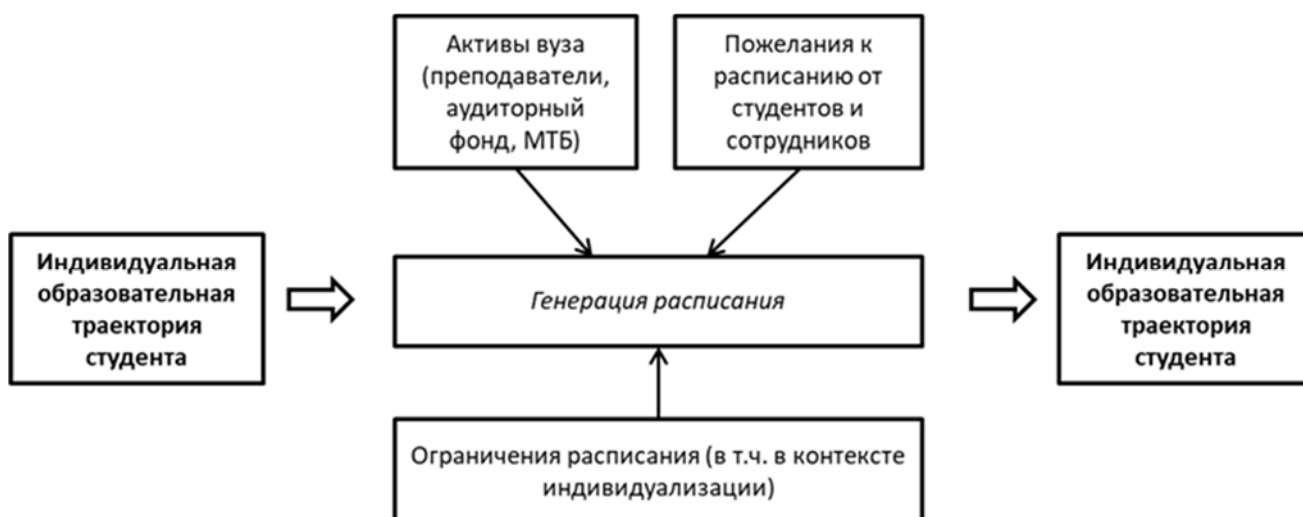 Активы вуза
(преподаватели,
аудиторный
фонд, МТБ)
Пожелания к
расписанию от
студентов и
сотрудников
Индивидуальная
образовательная
траектория
студента
Генерация расписания
Индивидуальная
образовательная
траектория
студента
Ограничения расписания (в т.ч. в контексте
индивидуализации)